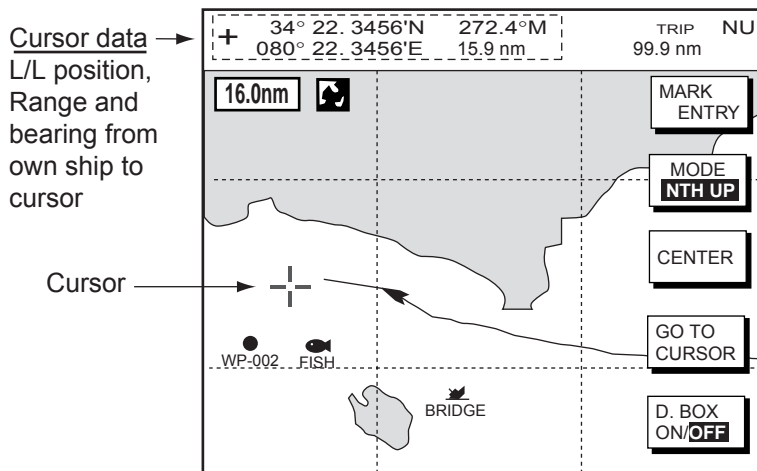 Cursor data
L/L position,
Range and
bearing from
own ship to
cursor
Cursor
+ 34° 22. 3456'N 272.4°M
080° 22. 3456'E 15.9 nm
TRIP NU
99.9 nm
16.0nm
MARK
ENTRY
MODE
NTH UP
CENTER
GO TO
CURSOR
D. BOX
ON/OFF
WP-002
FISH
BRIDGE